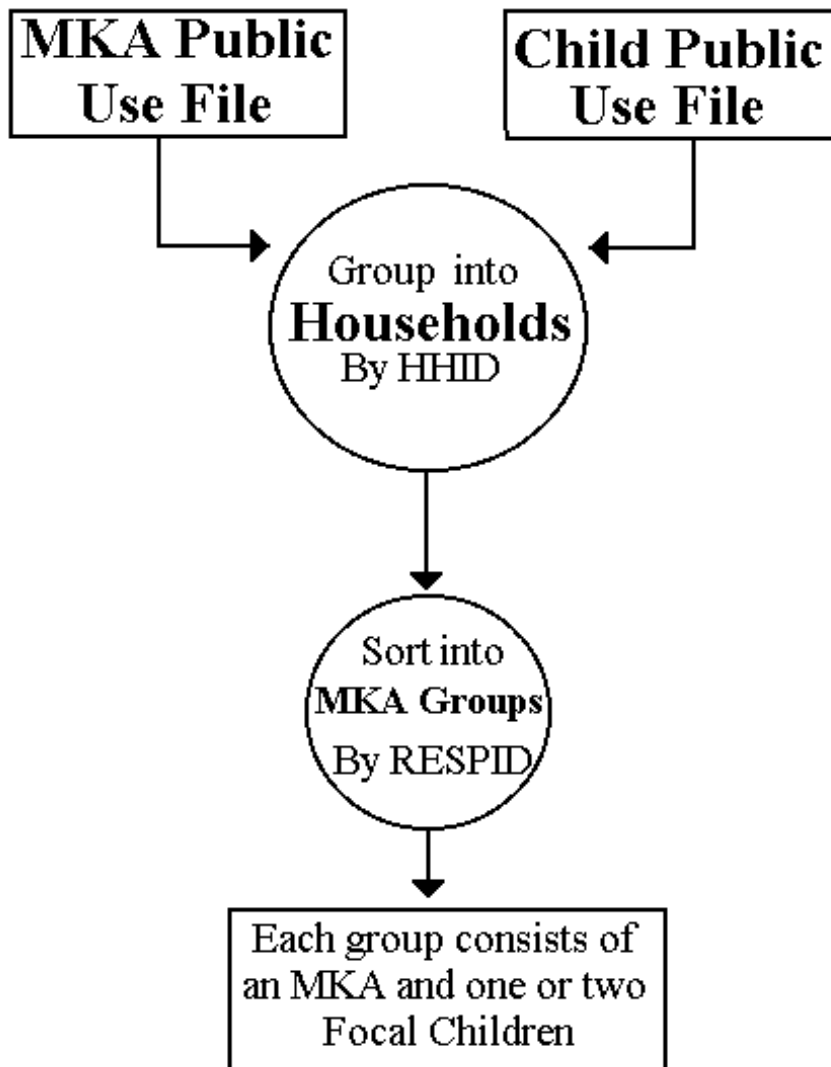 MKA Public
Use File
Child Public
Use File
Group into
Households
By HHID
Sort into
MKA Groups
By RESPID
Each group consists of
an MKA and one or two
Focal Children